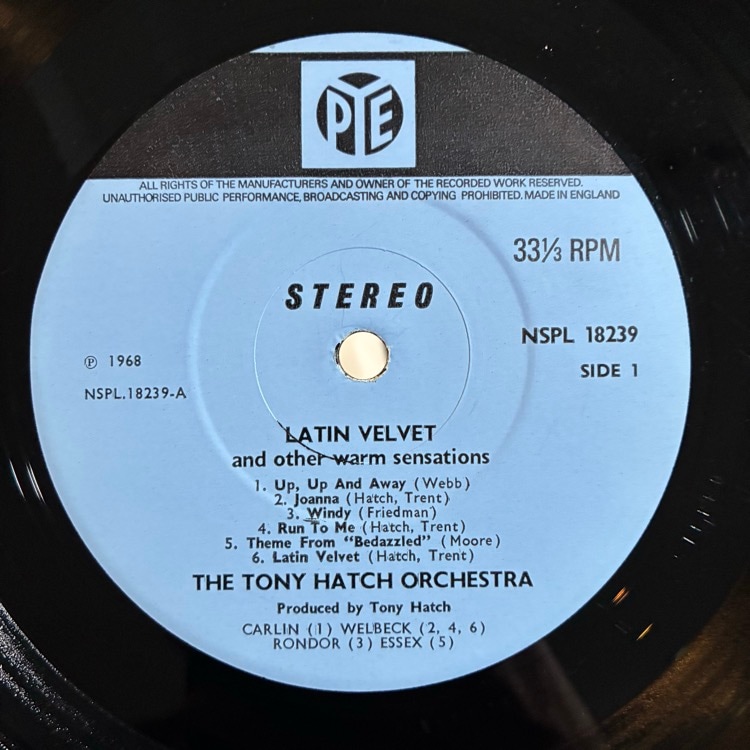 PYE
ALL RIGHTS OF THE MANUFACTURERS AND OWNER OF THE RECORDED WORK RESERVED.
UNAUTHORISED PUBLIC PERFORMANCE, BROADCASTING AND COPYING PROHIBITED. MADE IN ENGLAND
33⅓ RPM
STEREO
NSPL 18239
SIDE 1
℗ 1968
NSPL.18239-A
LATIN VELVET
and other warm sensations
1. Up, Up And Away (Webb)
2. Joanna (Hatch, Trent)
3. Windy (Friedman)
4. Run To Me (Hatch, Trent)
5. Theme From "Bedazzled" (Moore)
6. Latin Velvet (Hatch, Trent)
THE TONY HATCH ORCHESTRA
Produced by Tony Hatch
CARLIN (1) WELBECK (2, 4, 6)
RONDOR (3) ESSEX (5)